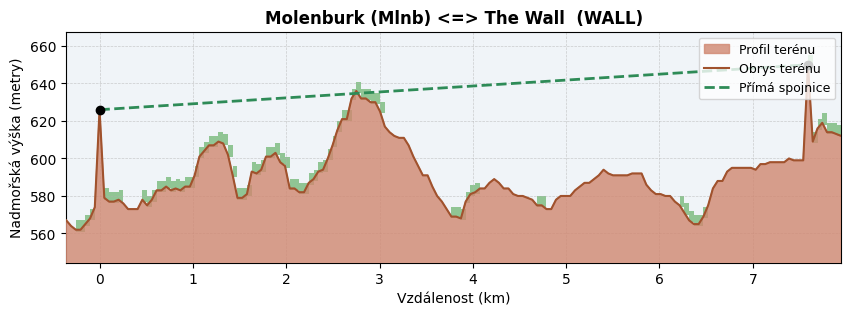 Molenburk (Mlnb) <=> The Wall  (WALL)
Nadmořská výška (metry)
660
640
620
600
580
560
Profil terénu
Obrys terénu
Přímá spojnice
0 1 2 3 4 5 6 7
Vzdálenost (km)